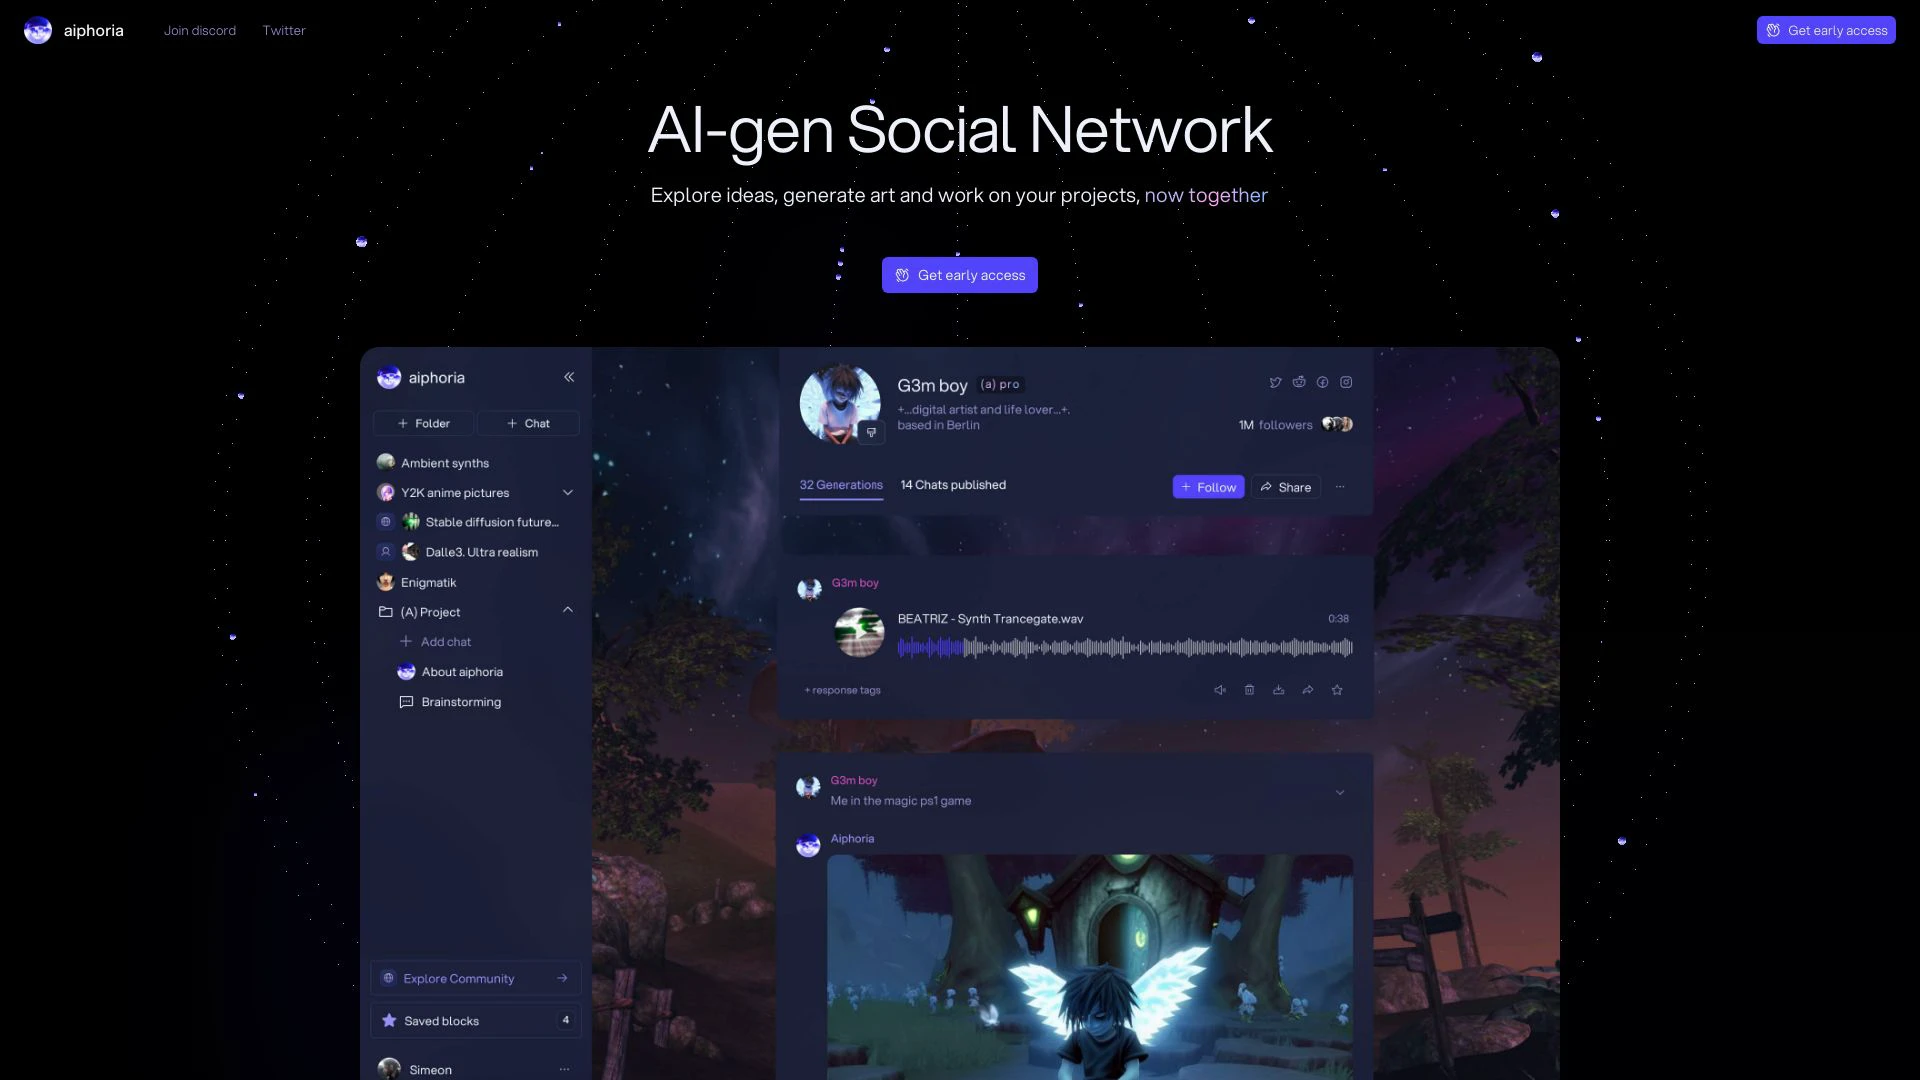 aiphoria
Join discord
Twitter
Get early access
AI-gen Social Network
Explore ideas, generate art and work on your projects, now together
Get early access
aiphoria
+ Folder
+ Chat
Ambient synths
Y2K anime pictures
Stable diffusion future...
Dalle3. Ultra realism
Enigmatik
(A) Project
Add chat
About aiphoria
Brainstorming
Explore Community
Saved blocks
4
Simeon
G3m boy
(a) pro
+...digital artist and life lover...+.
based in Berlin
1M followers
32 Generations
14 Chats published
+ Follow
Share
G3m boy
BEATRIZ - Synth Trancegate.wav
0:38
+ response tags
G3m boy
Me in the magic ps1 game
Aiphoria